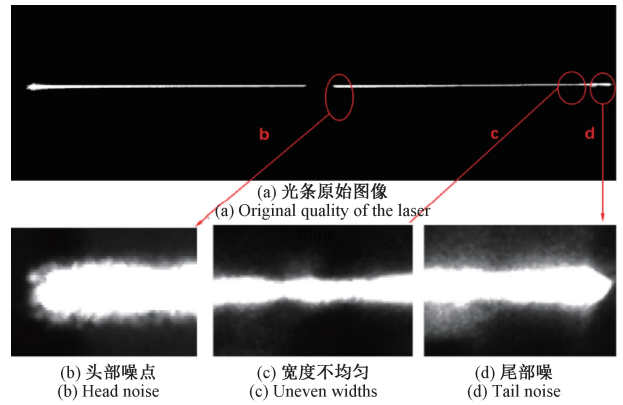 b
c
d
(a) 光条原始图像
(a) Original quality of the laser
(b) 头部噪点
(b) Head noise
(c) 宽度不均匀
(c) Uneven widths
(d) 尾部噪
(d) Tail noise